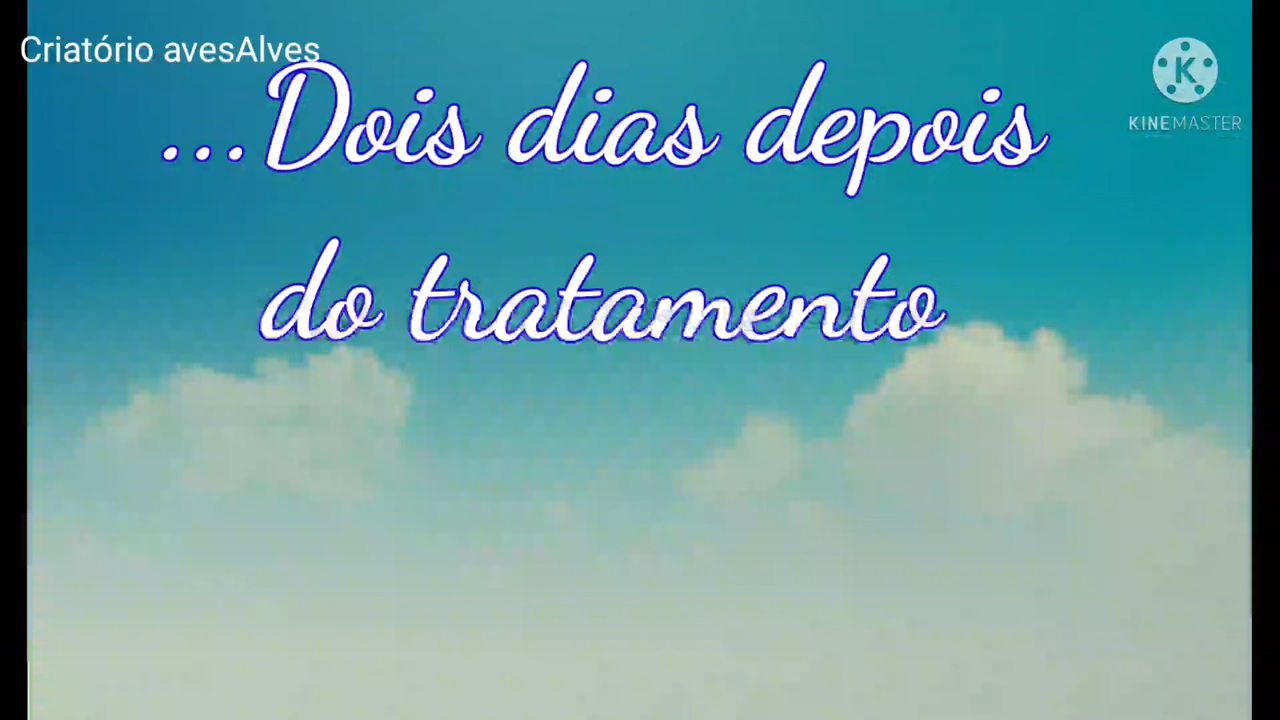 Criatório avesAlves
...Dois dias depois
do tratamento
KINEMASTER